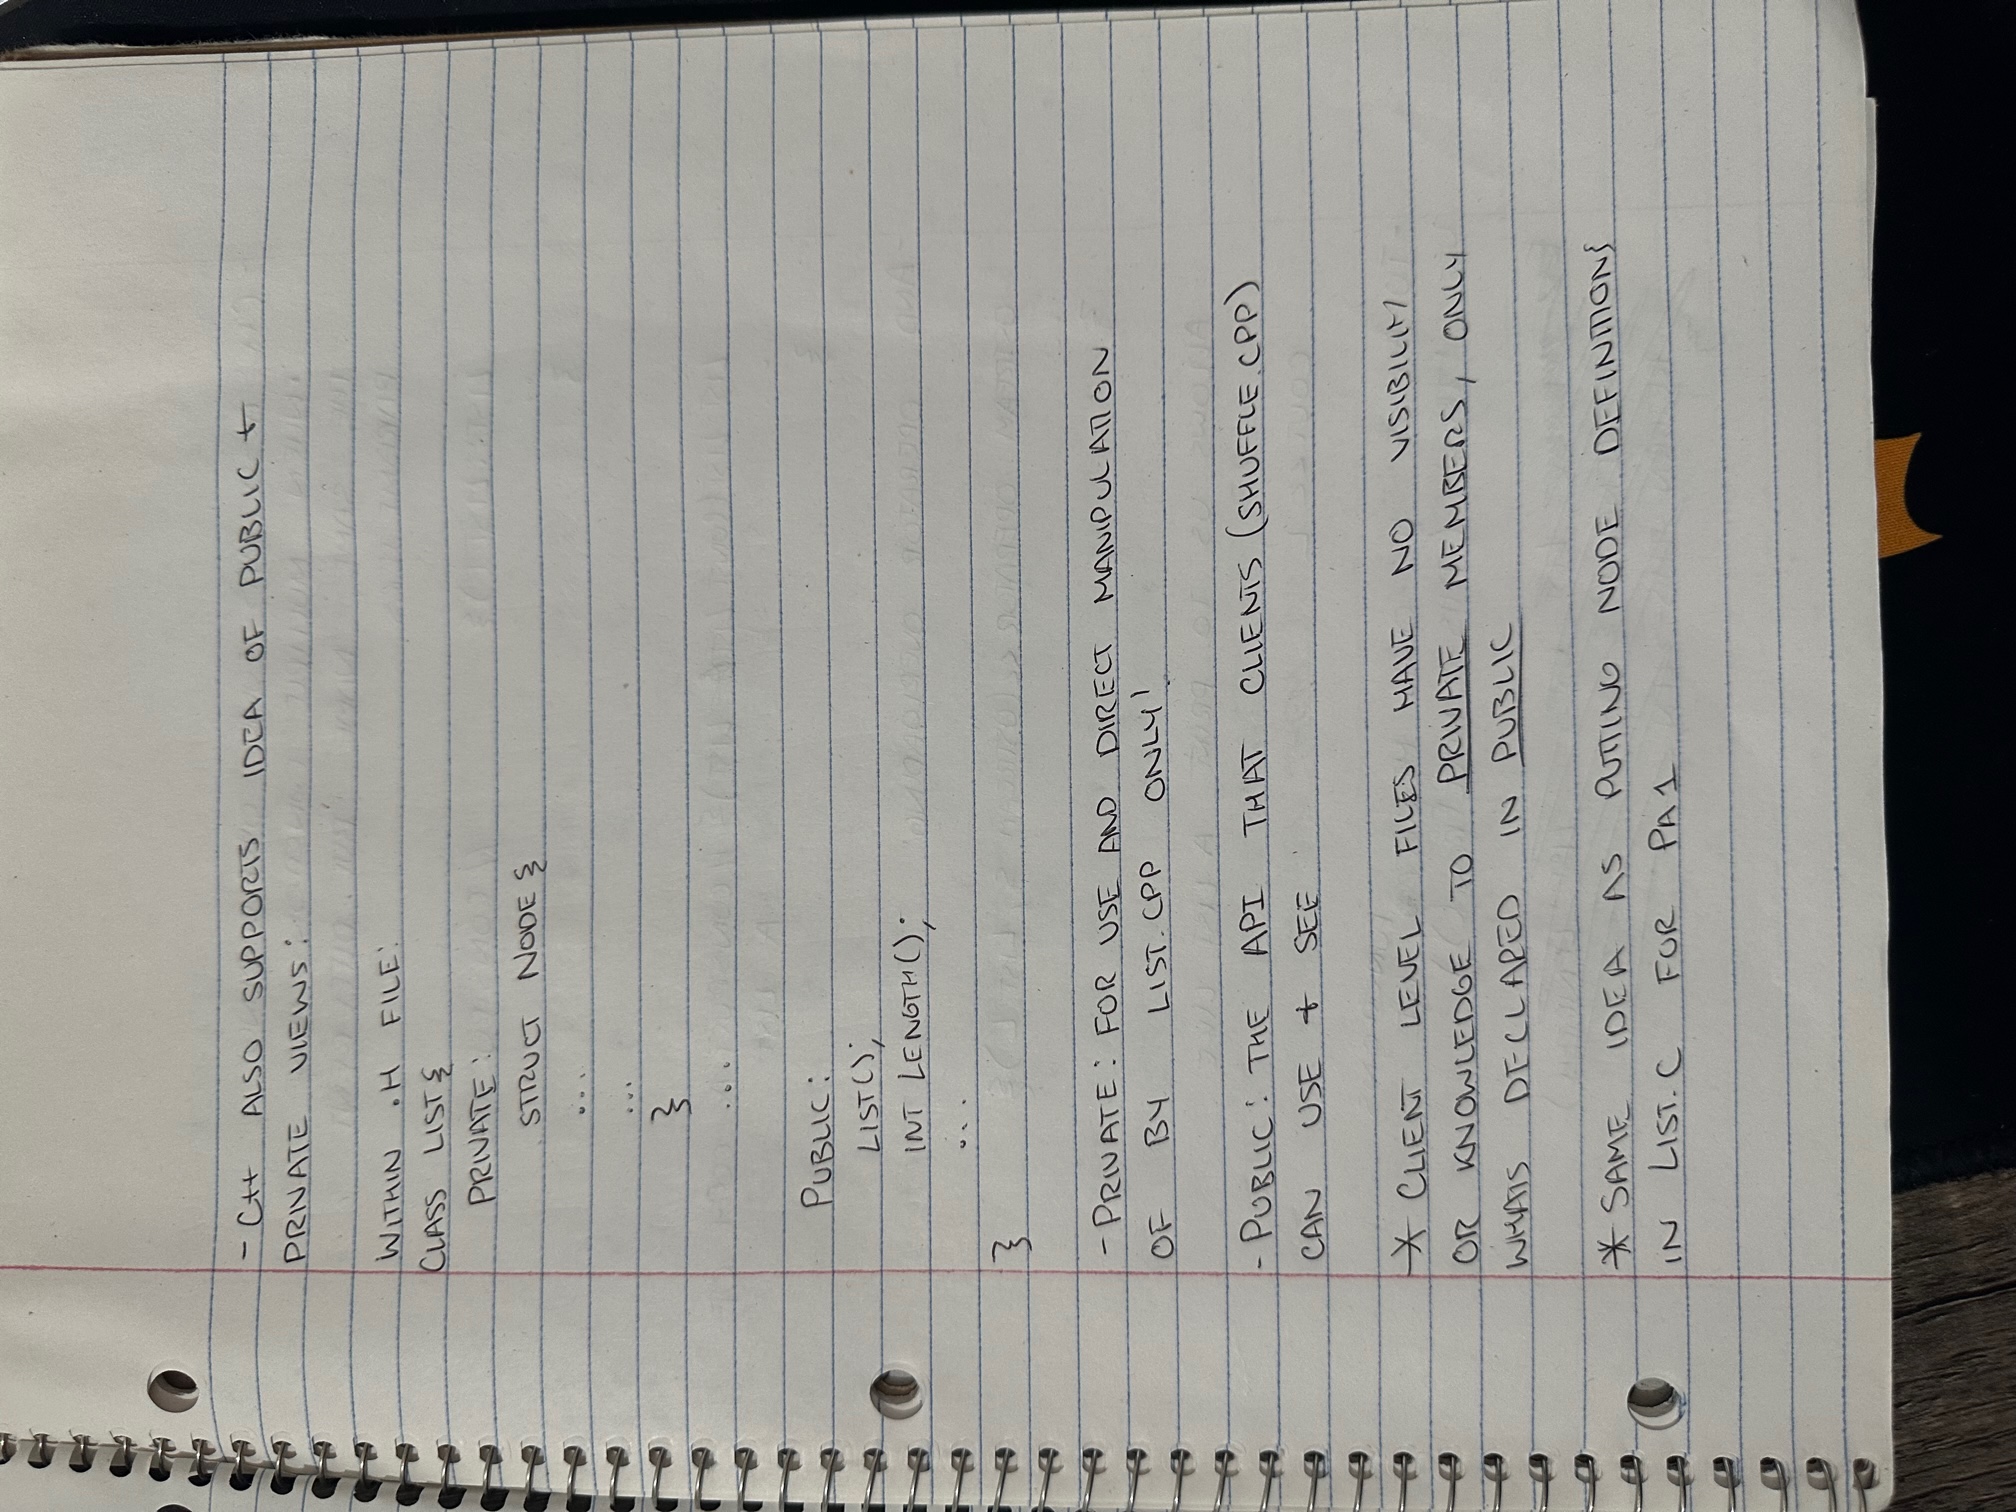 - C++ ALSO SUPPORTS IDEA OF PUBLIC +
PRIVATE VIEWS:
WITHIN .H FILE:
CLASS LIST {
PRIVATE:
STRUCT NODE {
...
...
}
...
PUBLIC:
LIST();
INT LENGTH();
...
}
- PRIVATE: FOR USE AND DIRECT MANIPULATION
OF BY LIST.CPP ONLY!
- PUBLIC: THE API THAT CLIENTS (SHUFFLE.CPP)
CAN USE + SEE
* CLIENT LEVEL FILES HAVE NO VISIBILITY
OR KNOWLEDGE TO PRIVATE MEMBERS, ONLY
WHATS DECLARED IN PUBLIC
* SAME IDEA AS PUTTING NODE DEFINITIONS
IN LIST.C FOR PA1